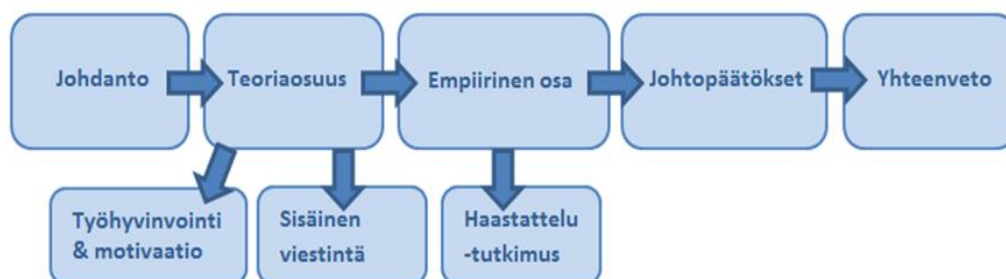 Johdanto
Teoriaosuus
Empiirinen osa
Johtopäätökset
Yhteenveto
Työhyvinvointi
& motivaatio
Sisäinen
viestintä
Haastattelu
-tutkimus